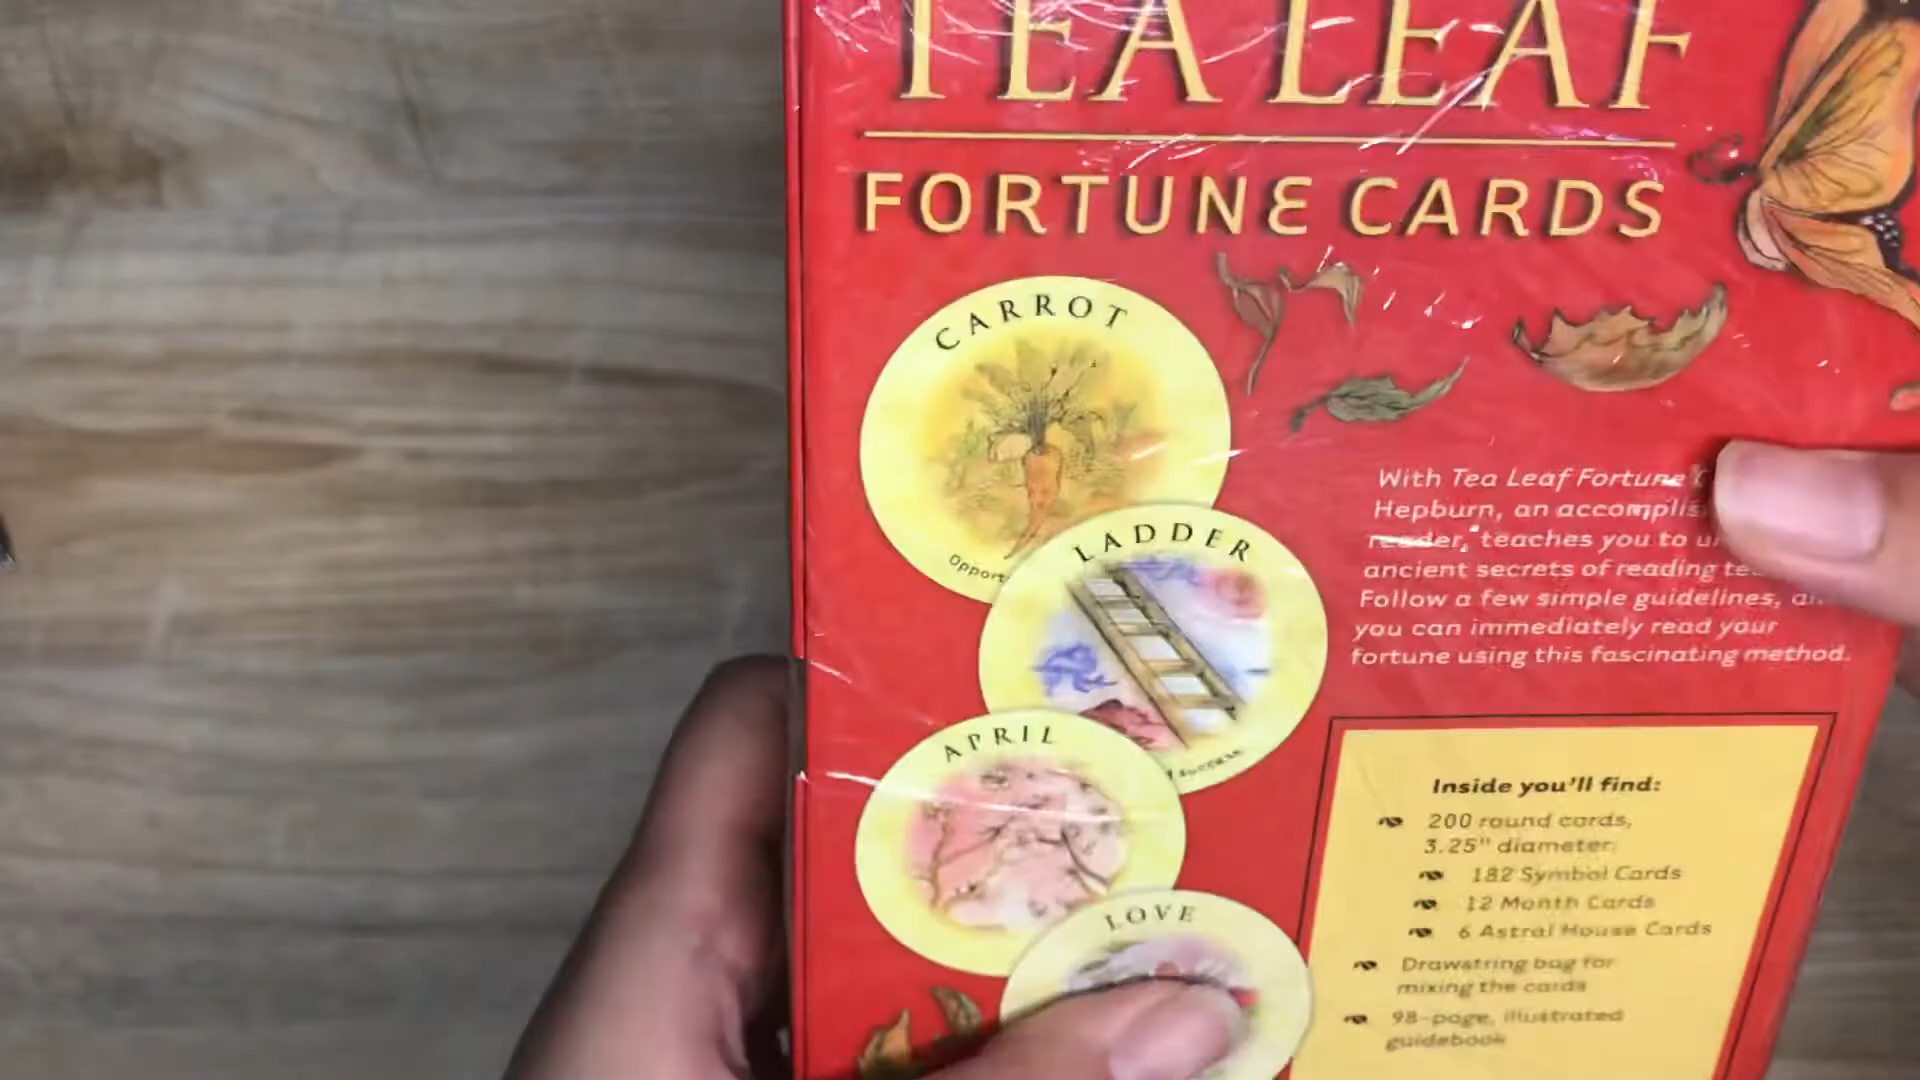 TEA LEAF
FORTUNE CARDS
CARROT
LADDER
success
APRIL
LOVE
With Tea Leaf Fortune
Hepburn, an
reader, teaches you to
ancient secrets of reading
Follow a few simple guidelines,
you can immediately read your
fortune using this fascinating method.
Inside you'll find:
200 round cards,
3.25" diameter:
182 Symbol Cards
12 Month Cards
6 Astral House Cards
Drawstring bag for
mixing the cards
98-page, illustrated
guidebook